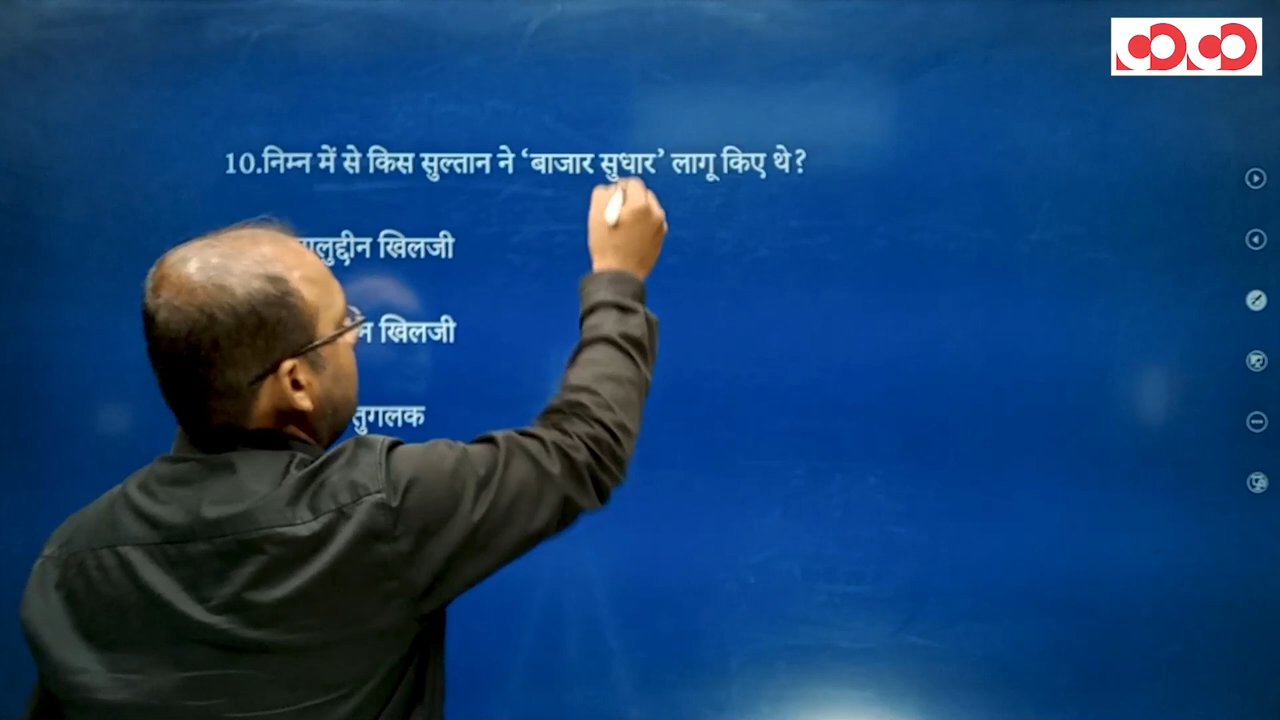 10.निम्न में से किस सुल्तान ने ‘बाजार सुधार’ लागू किए थे?
खिलजी
खिलजी
तुगलक